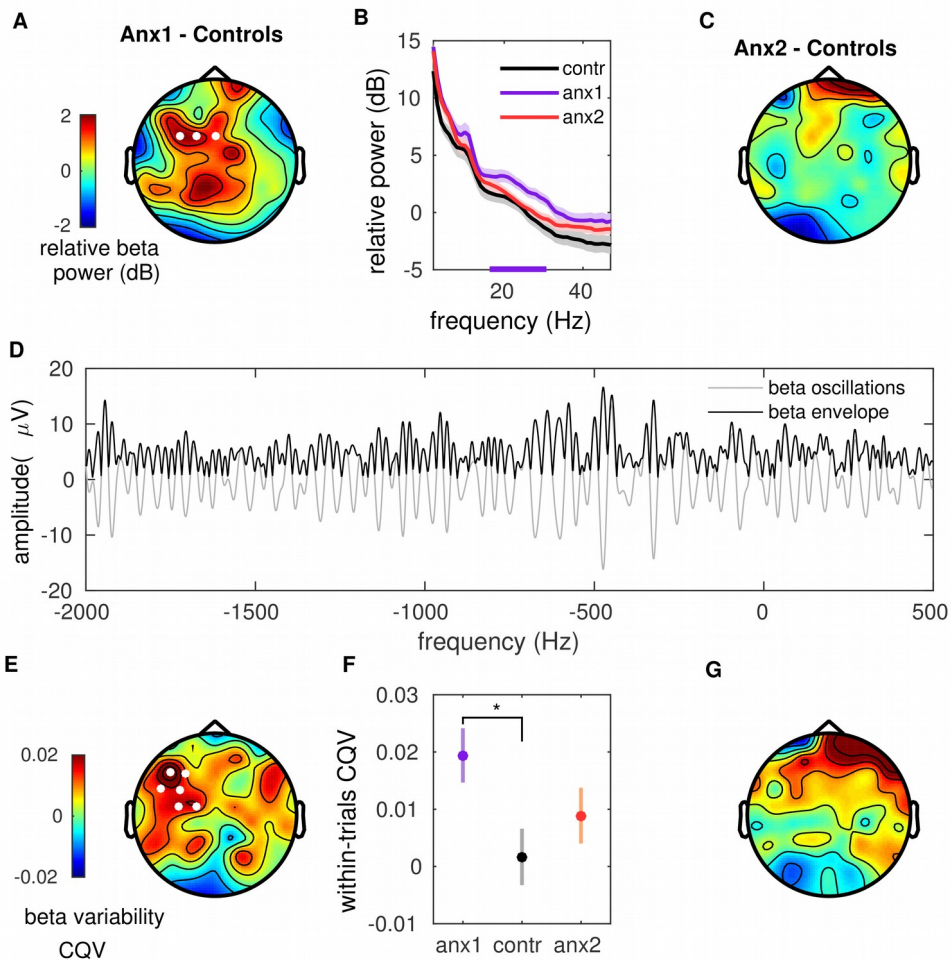 A
Anx1 - Controls
2
0
-2
relative beta
power (dB)
B
15
10
5
0
-5
relative power (dB)
contr
anx1
anx2
20
40
frequency (Hz)
C
Anx2 - Controls
D
20
10
0
-10
-20
amplitude( μV)
beta oscillations
beta envelope
-2000
-1500
-1000
-500
0
500
frequency (Hz)
E
0.02
0
-0.02
beta variability
CQV
F
0.03
0.02
0.01
0
-0.01
within-trials CQV
*
anx1
contr
anx2
G